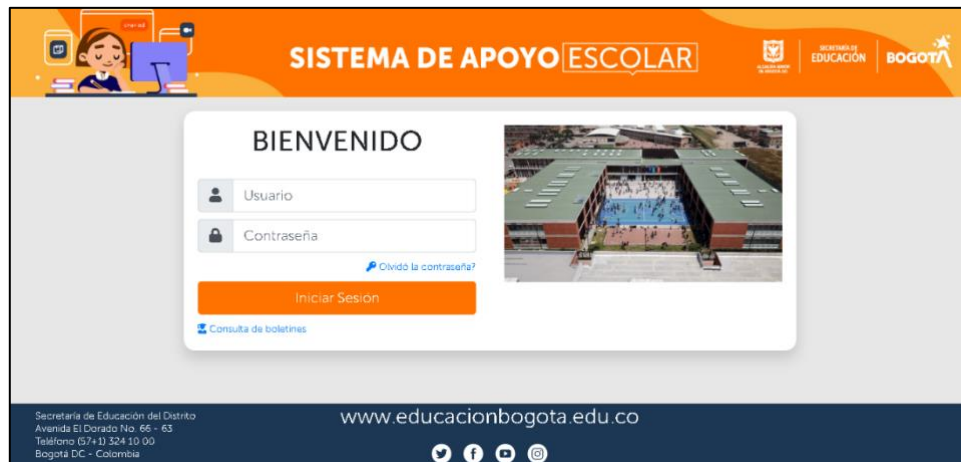 SISTEMA DE APOYO ESCOLAR
SECRETARÍA DE
EDUCACIÓN
BOGOTÁ
BIENVENIDO
Usuario
Contraseña
Olvidó la contraseña?
Iniciar Sesión
Consulta de boletines
Secretaría de Educación del Distrito
Avenida El Dorado No. 66 - 63
Teléfono (57+1) 324 10 00
Bogotá DC - Colombia
www.educacionbogota.edu.co